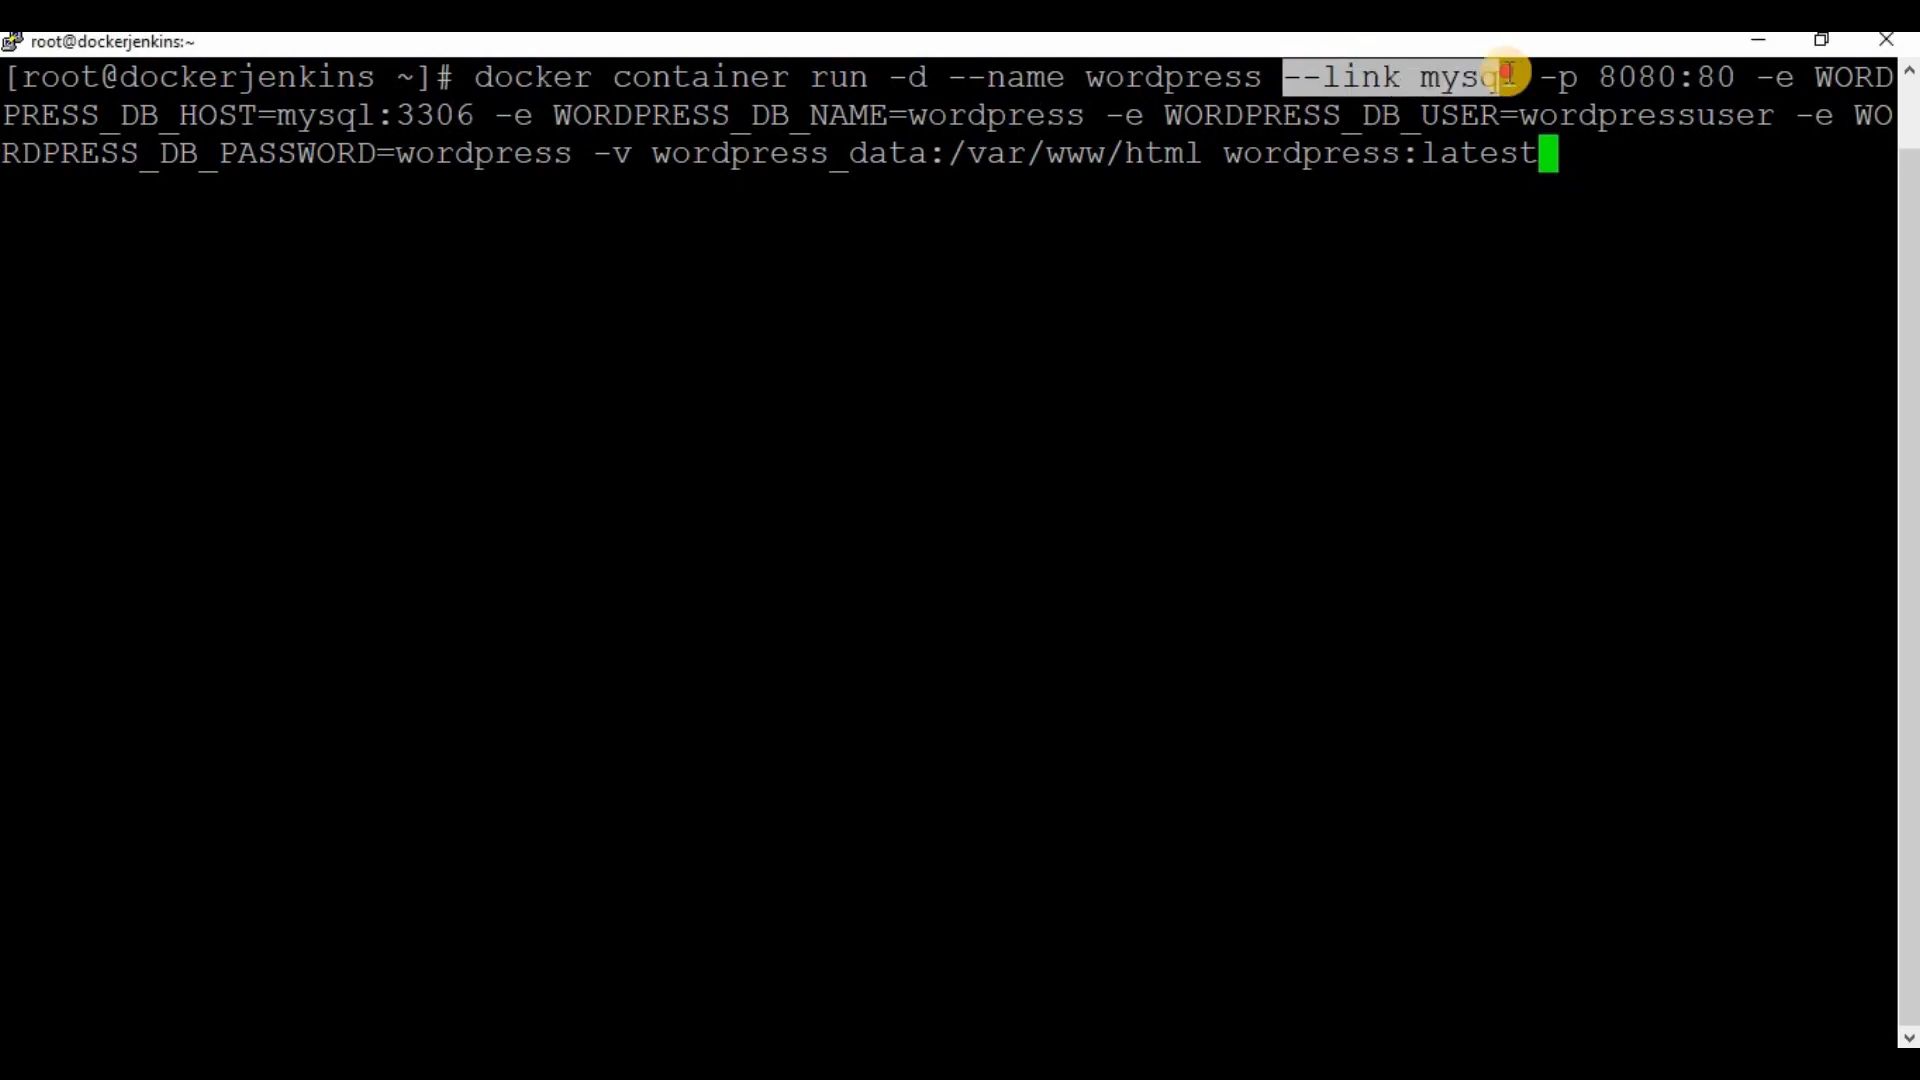 root@dockerjenkins:~
[root@dockerjenkins ~]# docker container run -d --name wordpress --link mysql -p 8080:80 -e WORD
PRESS_DB_HOST=mysql:3306 -e WORDPRESS_DB_NAME=wordpress -e WORDPRESS_DB_USER=wordpressuser -e WO
RDPRESS_DB_PASSWORD=wordpress -v wordpress_data:/var/www/html wordpress:latest